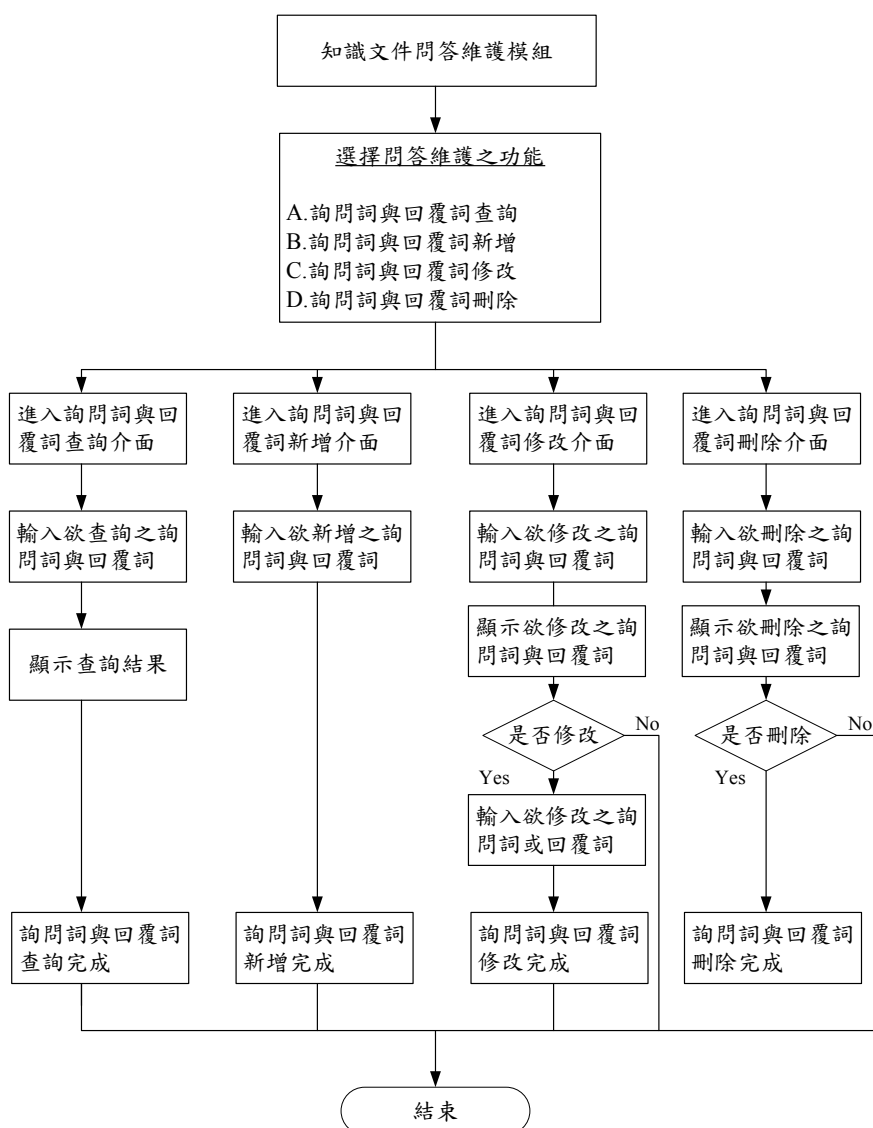 知識文件問答維護模組
選擇問答維護之功能
A.詢問詞與回覆詞查詢
B.詢問詞與回覆詞新增
C.詢問詞與回覆詞修改
D.詢問詞與回覆詞刪除
進入詢問詞與回
覆詞查詢介面
輸入欲查詢之詢
問詞與回覆詞
顯示查詢結果
詢問詞與回覆詞
查詢完成
進入詢問詞與回
覆詞新增介面
輸入欲新增之詢
問詞與回覆詞
詢問詞與回覆詞
新增完成
進入詢問詞與回
覆詞修改介面
輸入欲修改之詢
問詞與回覆詞
顯示欲修改之詢
問詞與回覆詞
是否修改
No
Yes
輸入欲修改之詢
問詞或回覆詞
詢問詞與回覆詞
修改完成
進入詢問詞與回
覆詞刪除介面
輸入欲刪除之詢
問詞與回覆詞
顯示欲刪除之詢
問詞與回覆詞
是否刪除
No
Yes
詢問詞與回覆詞
刪除完成
結束